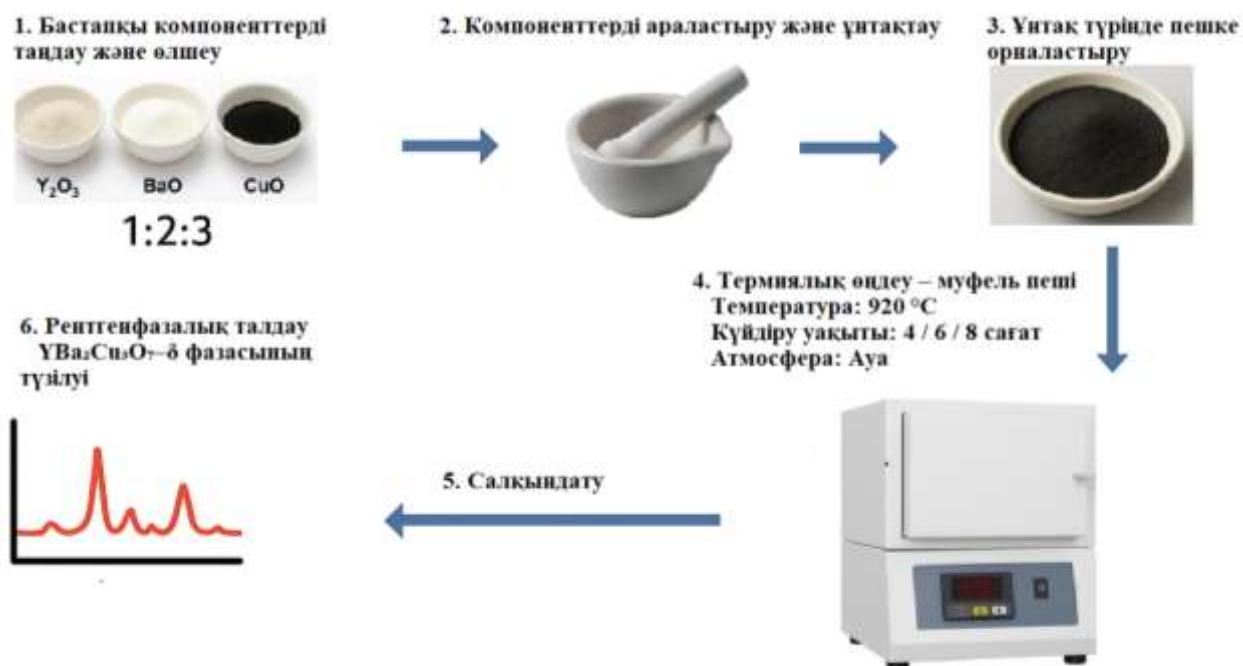 1. Бастапқы компоненттерді
таңдау және өлшеу
Y₂O₃ BaO CuO
1:2:3
2. Компоненттерді араластыру және ұнтақтау
3. Ұнтақ түрінде пешке
орналастыру
4. Термиялық өңдеу – муфель пеші
Температура: 920 °C
Күйдіру уақыты: 4 / 6 / 8 сағат
Атмосфера: Ауа
5. Салқындату
6. Рентгенфазалық талдау
YBa₂Cu₃O₇−δ фазасының
түзілуі